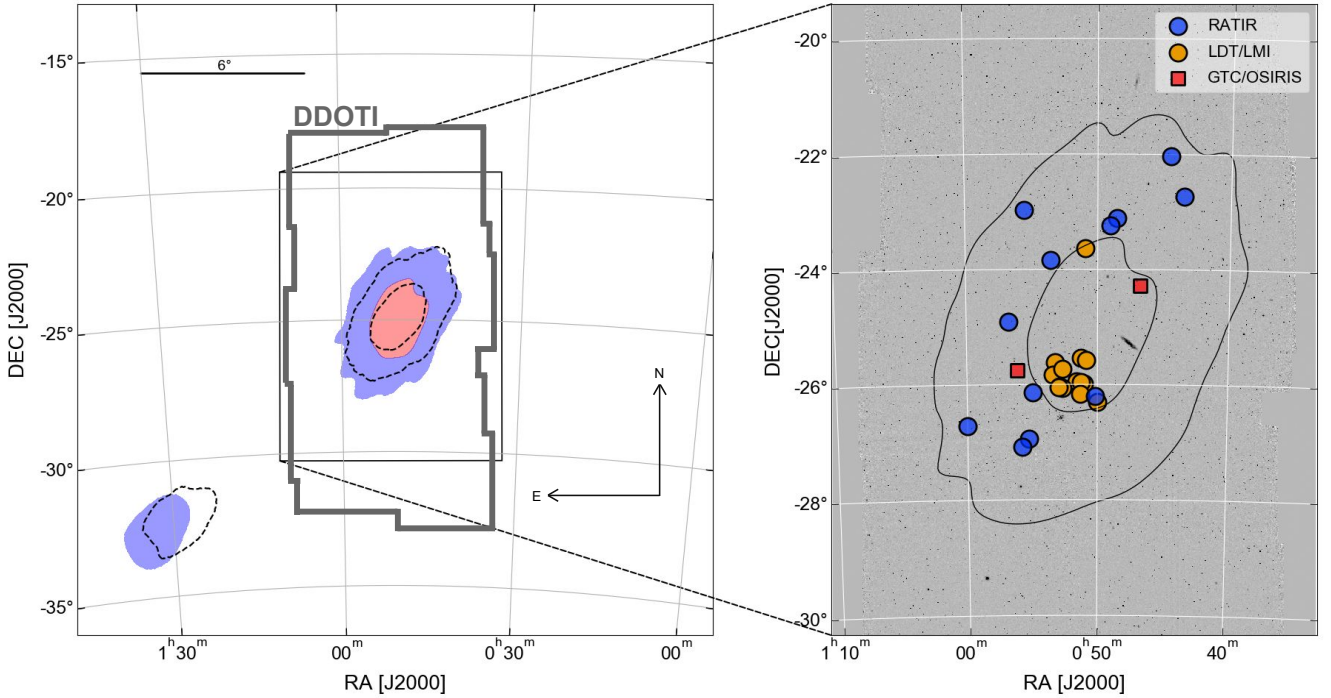 -15°
-20°
-25°
-30°
-35°
DEC [J2000]
6°
DDOTI
N
E
1h30m
00m
0h30m
00m
RA [J2000]
RATIR
LDT/LMI
GTC/OSIRIS
-20°
-22°
-24°
-26°
-28°
-30°
DEC[J2000]
1h10m
00m
0h50m
40m
RA [J2000]